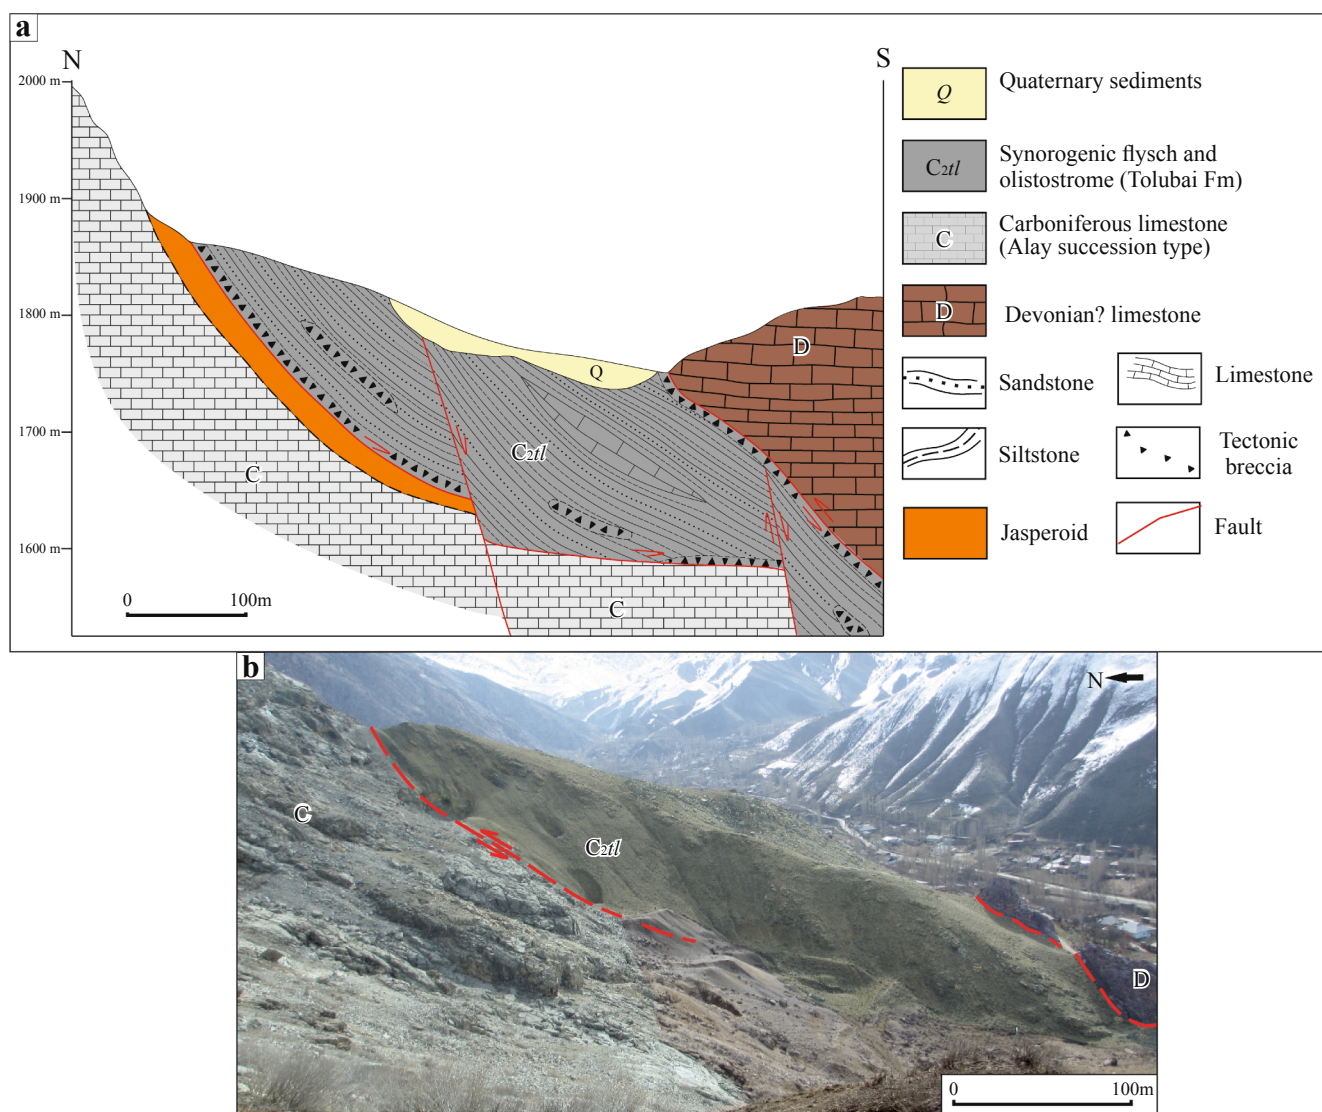 a
N
S
2000 m
1900 m
1800 m
1700 m
1600 m
C
C
C2tl
Q
D
0 100m
Q Quaternary sediments
C2tl Synorogenic flysch and
olistostrome (Tolubai Fm)
C Carboniferous limestone
(Alay succession type)
D Devonian? limestone
Sandstone
Limestone
Siltstone
Tectonic
breccia
Jasperoid
Fault
b
N
C
C2tl
D
0 100m